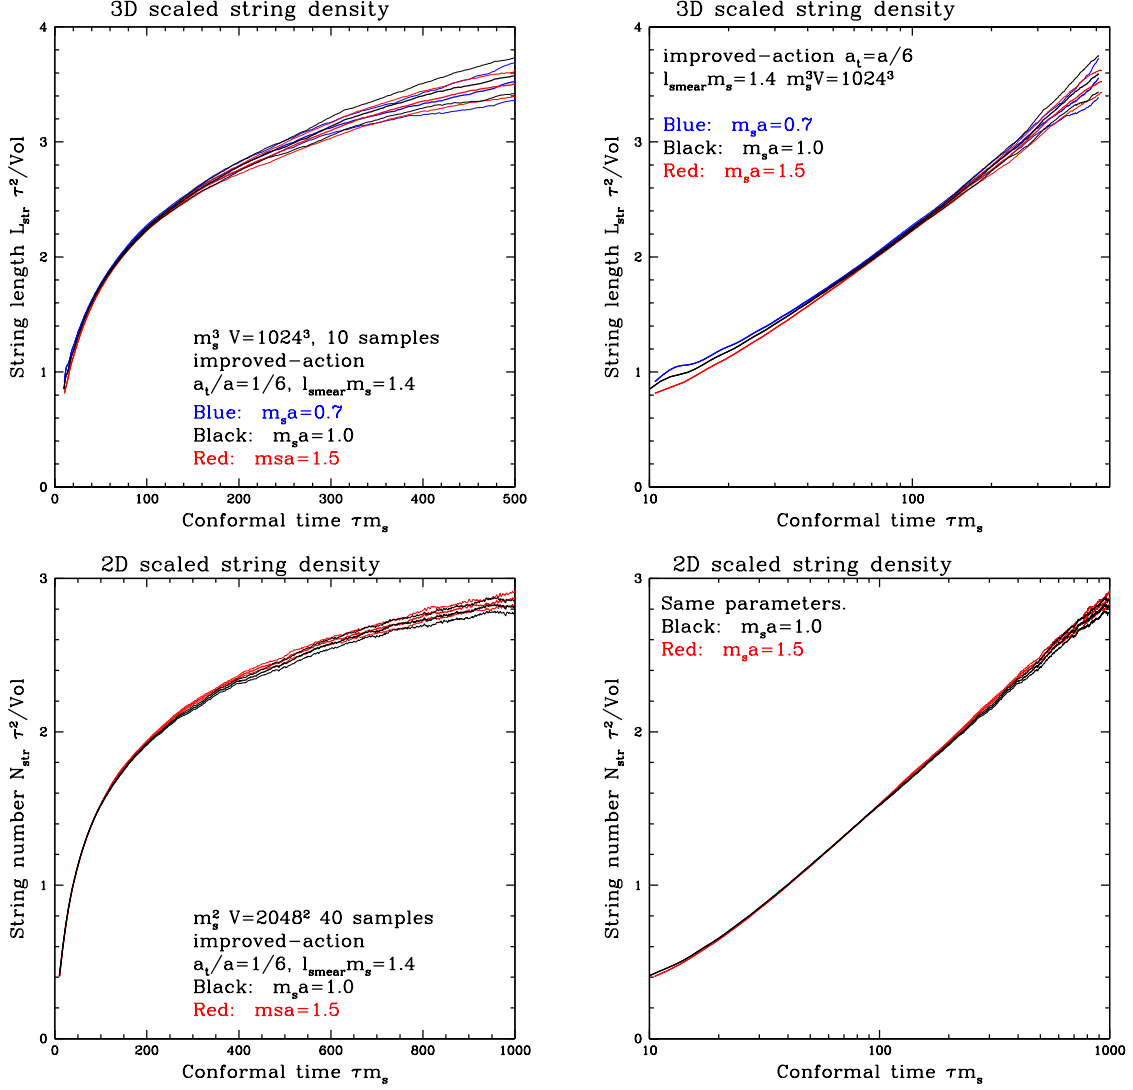 3D scaled string density
4
3
2
1
0
0
100
200
300
400
500
String length L_str τ²/Vol
Conformal time τm_s
m_s³ V=1024³, 10 samples
improved-action
a_t/a=1/6, l_smear m_s=1.4
Blue: m_s a=0.7
Black: m_s a=1.0
Red: msa=1.5
3D scaled string density
4
3
2
1
0
10
100
String length L_str τ²/Vol
Conformal time τm_s
improved-action a_t=a/6
l_smear m_s=1.4 m_s³V=1024³
Blue: m_s a=0.7
Black: m_s a=1.0
Red: m_s a=1.5
2D scaled string density
3
2
1
0
0
200
400
600
800
1000
String number N_str τ²/Vol
Conformal time τm_s
m_s² V=2048² 40 samples
improved-action
a_t/a=1/6, l_smear m_s=1.4
Black: m_s a=1.0
Red: msa=1.5
2D scaled string density
3
2
1
0
10
100
1000
String number N_str τ²/Vol
Conformal time τm_s
Same parameters.
Black: m_s a=1.0
Red: m_s a=1.5